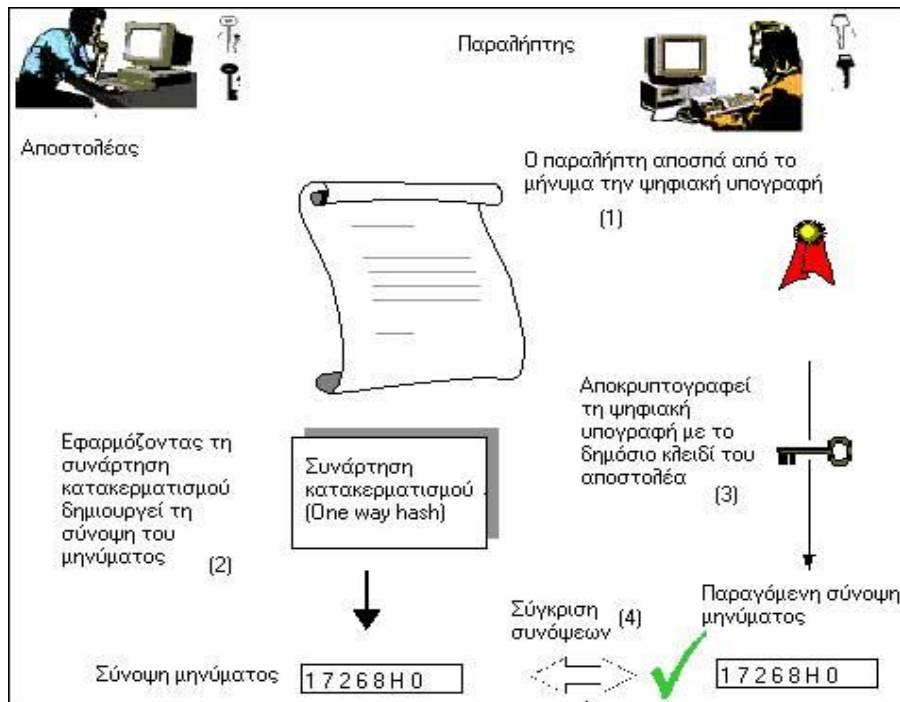 Παραλήπτης
Αποστολέας
Ο παραλήπτη αποσπά από το
μήνυμα την ψηφιακή υπογραφή
(1)
Αποκρυπτογραφεί
τη ψηφιακή
υπογραφή με το
δημόσιο κλειδί του
αποστολέα
(3)
Εφαρμόζοντας τη
συνάρτηση
κατακερματισμού
δημιουργεί τη
σύνοψη του
μηνύματος (2)
Συνάρτηση
κατακερματισμού
(One way hash)
Σύγκριση (4)
συνόψεων
Παραγόμενη σύνοψη
μηνύματος
Σύνοψη μηνύματος
17268H0
17268H0